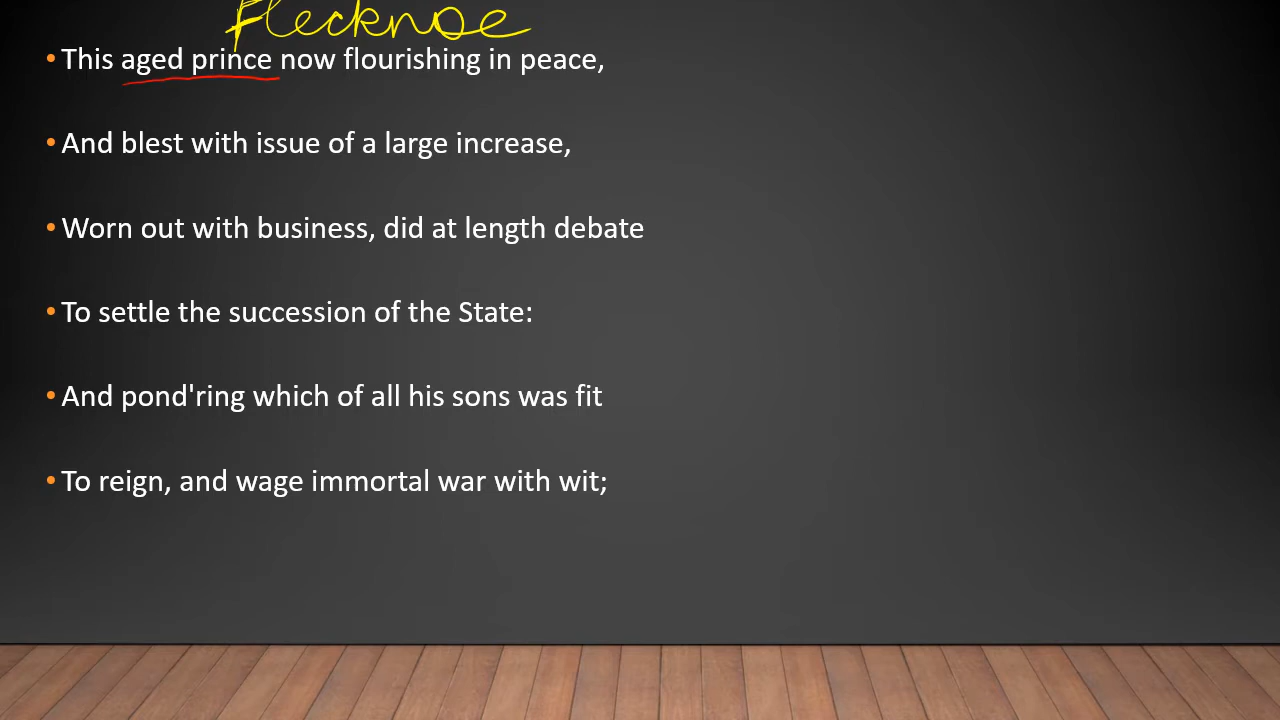 Flecknoe
• This aged prince now flourishing in peace,
• And blest with issue of a large increase,
• Worn out with business, did at length debate
• To settle the succession of the State:
• And pond'ring which of all his sons was fit
• To reign, and wage immortal war with wit;